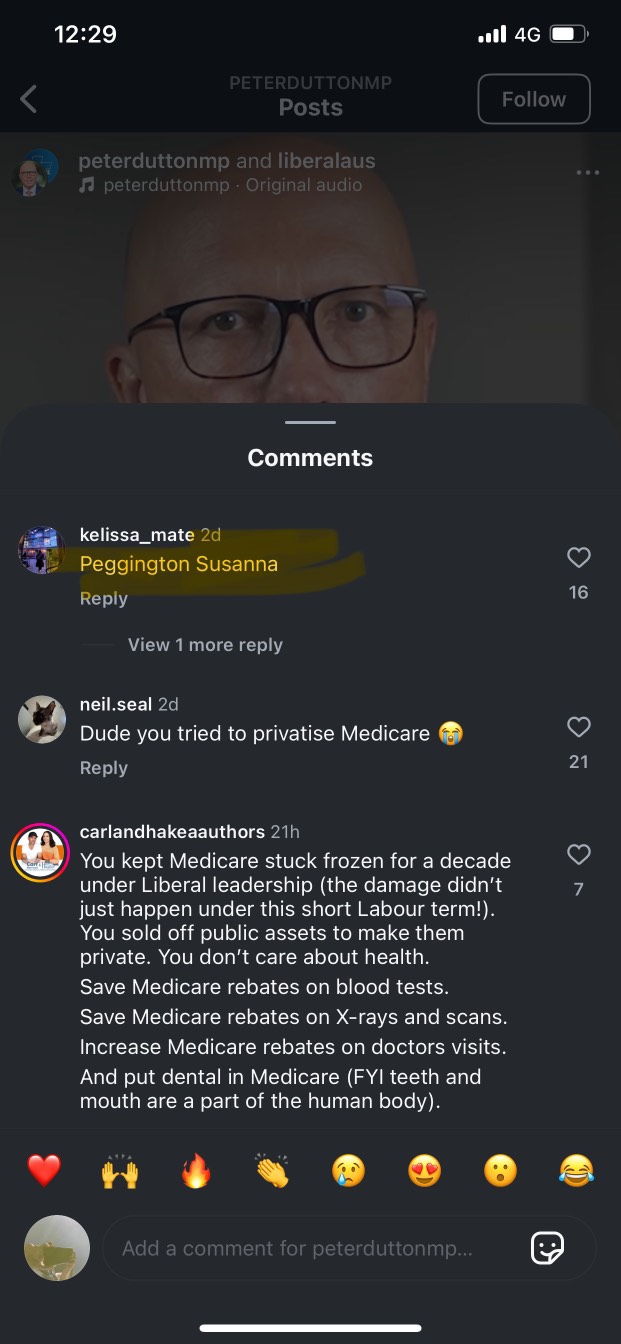 12:29
4G
PETERDUTTONMP
Posts
Follow
peterduttonmp and liberalaus
peterduttonmp · Original audio
Comments
kelissa_mate 2d
Peggington Susanna
16
Reply
View 1 more reply
neil.seal 2d
Dude you tried to privatise Medicare 😭
21
Reply
carlandhakeaauthors 21h
You kept Medicare stuck frozen for a decade
under Liberal leadership (the damage didn’t
7
just happen under this short Labour term!).
You sold off public assets to make them
private. You don’t care about health.
Save Medicare rebates on blood tests.
Save Medicare rebates on X-rays and scans.
Increase Medicare rebates on doctors visits.
And put dental in Medicare (FYI teeth and
mouth are a part of the human body).
Add a comment for peterduttonmp...